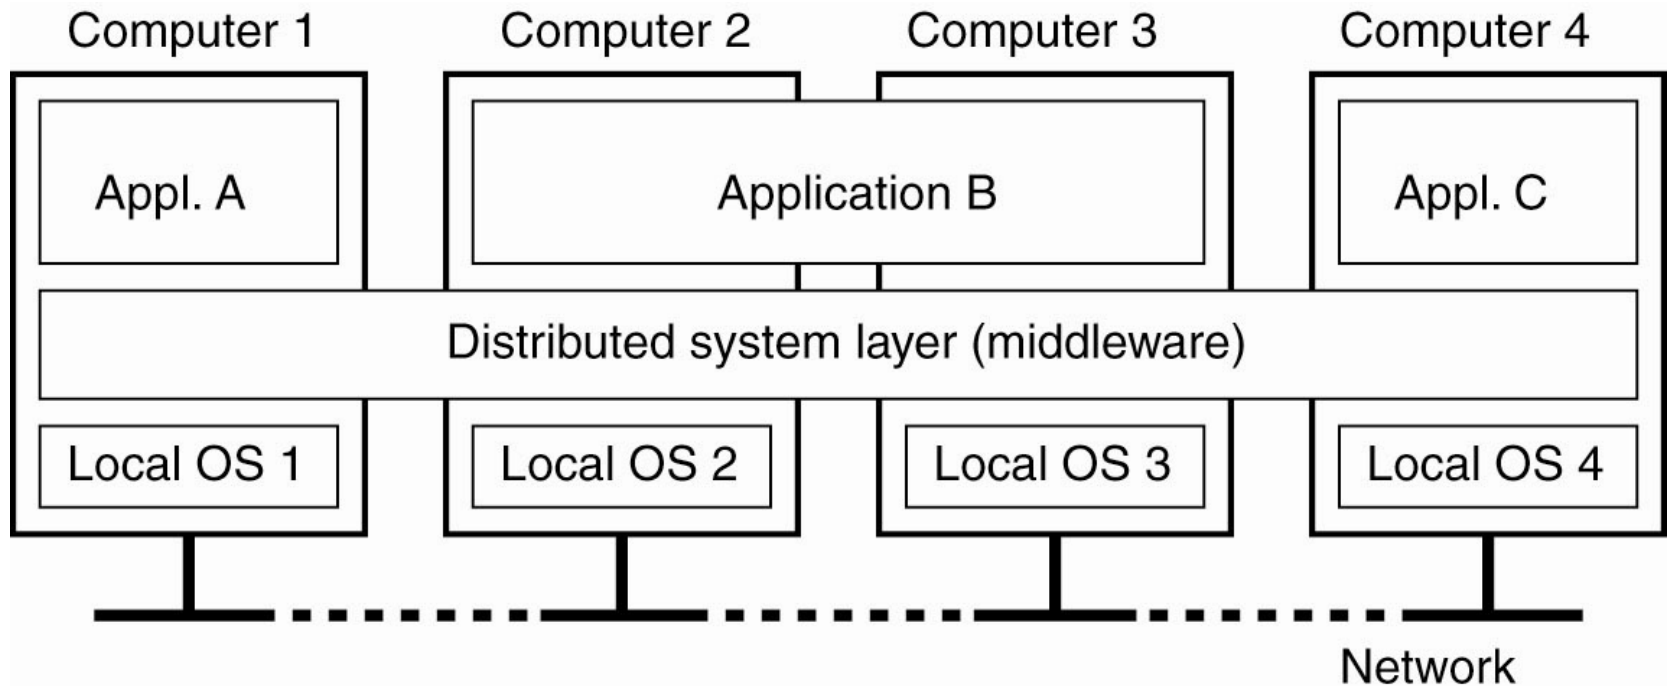 Computer 1
Computer 2
Computer 3
Computer 4
Appl. A
Application B
Appl. C
Distributed system layer (middleware)
Local OS 1
Local OS 2
Local OS 3
Local OS 4
Network